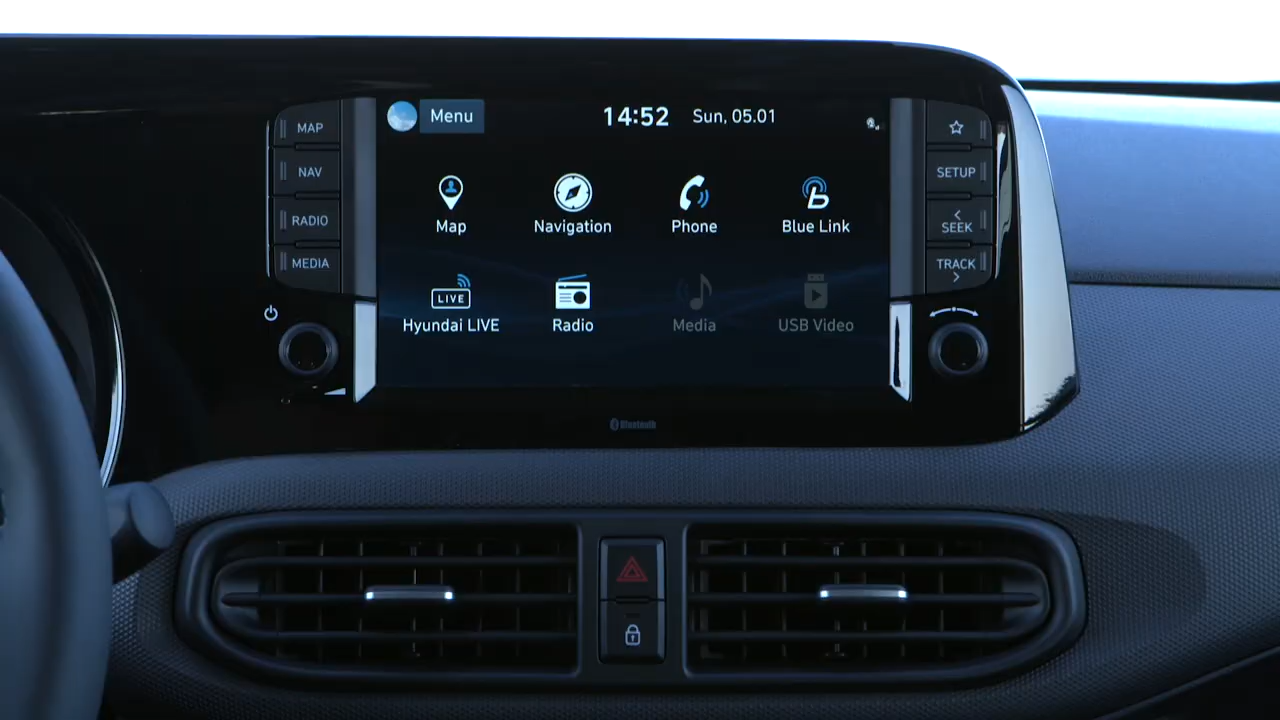 Menu 14:52 Sun, 05.01
MAP
NAV
RADIO
MEDIA
Map Navigation Phone Blue Link
LIVE
Hyundai LIVE Radio Media USB Video
SETUP
< SEEK
TRACK >
Bluetooth